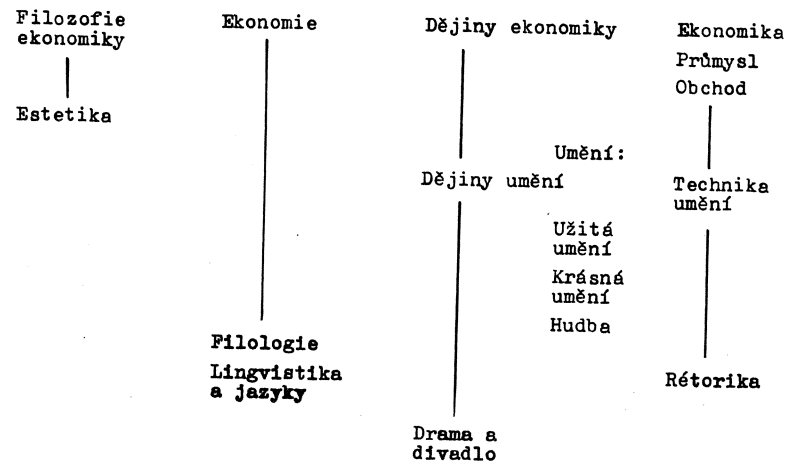 Filozofie
ekonomiky
Estetika
Ekonomie
Filologie
Lingvistika
a jazyky
Dějiny ekonomiky
Dějiny umění
Drama a
divadlo
Umění:
Užitá
umění
Krásná
umění
Hudba
Ekonomika
Průmysl
Obchod
Technika
umění
Rétorika